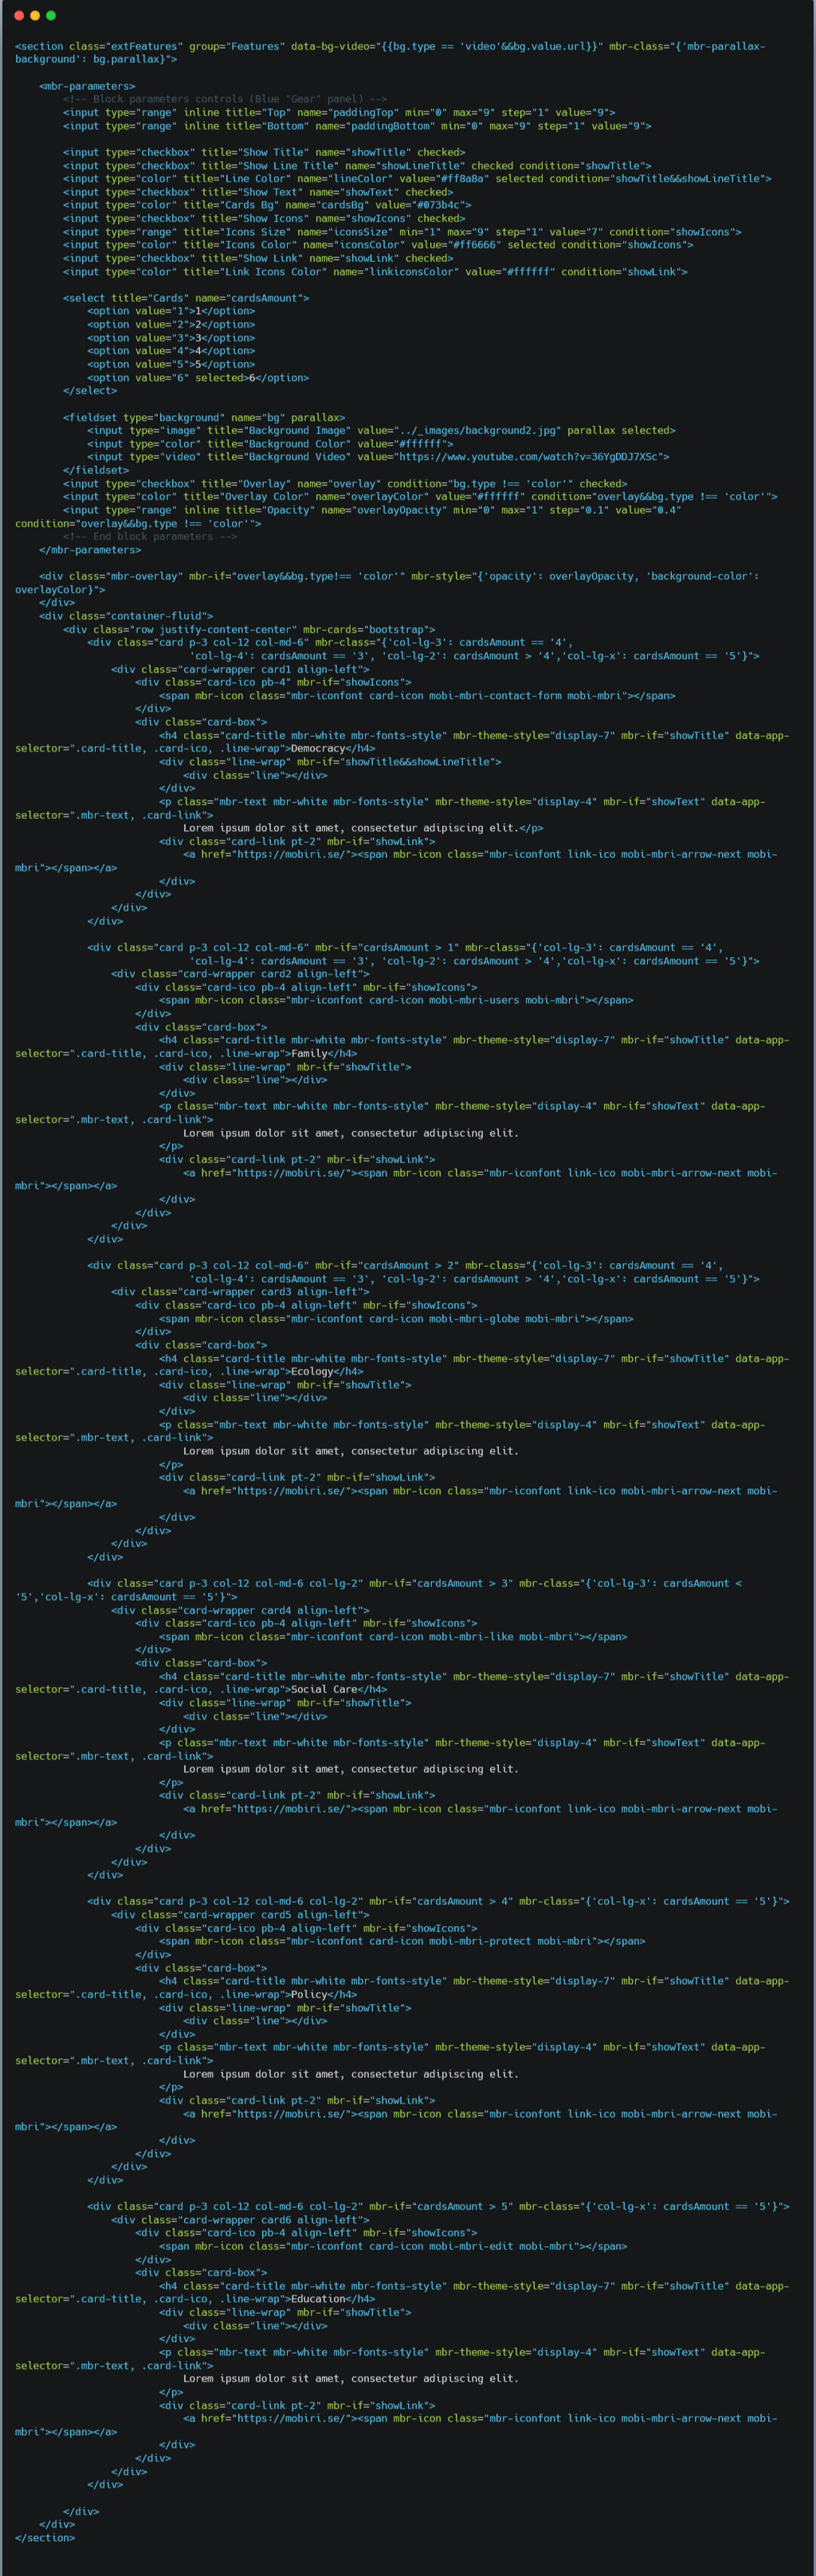 <section class="extFeatures" group="Features" data-bg-video="{{bg.type == 'video'&&bg.value.url}}" mbr-class="{'mbr-parallax-
background': bg.parallax}">
<mbr-parameters>
<!-- Block parameters controls (Blue "Gear" panel) -->
<input type="range" inline title="Top" name="paddingTop" min="0" max="9" step="1" value="9">
<input type="range" inline title="Bottom" name="paddingBottom" min="0" max="9" step="1" value="9">
<input type="checkbox" title="Show Title" name="showTitle" checked>
<input type="checkbox" title="Show Line Title" name="showLineTitle" checked condition="showTitle">
<input type="color" title="Line Color" name="lineColor" value="#ff8a8a" selected condition="showTitle&&showLineTitle">
<input type="checkbox" title="Show Text" name="showText" checked>
<input type="color" title="Cards Bg" name="cardsBg" value="#073b4c">
<input type="checkbox" title="Show Icons" name="showIcons" checked>
<input type="range" title="Icons Size" name="iconsSize" min="1" max="9" step="1" value="7" condition="showIcons">
<input type="color" title="Icons Color" name="iconsColor" value="#ff6666" selected condition="showIcons">
<input type="checkbox" title="Show Link" name="showLink" checked>
<input type="color" title="Link Icons Color" name="linkiconsColor" value="#ffffff" condition="showLink">
<select title="Cards" name="cardsAmount">
<option value="1">1</option>
<option value="2">2</option>
<option value="3">3</option>
<option value="4">4</option>
<option value="5">5</option>
<option value="6" selected>6</option>
</select>
<fieldset type="background" name="bg" parallax>
<input type="image" title="Background Image" value="../_images/background2.jpg" parallax selected>
<input type="color" title="Background Color" value="#ffffff">
<input type="video" title="Background Video" value="https://www.youtube.com/watch?v=36YgDDJ7XSc">
</fieldset>
<input type="checkbox" title="Overlay" name="overlay" condition="bg.type !== 'color'" checked>
<input type="color" title="Overlay Color" name="overlayColor" value="#ffffff" condition="overlay&&bg.type !== 'color'">
<input type="range" inline title="Opacity" name="overlayOpacity" min="0" max="1" step="0.1" value="0.4"
condition="overlay&&bg.type !== 'color'">
<!-- End block parameters -->
</mbr-parameters>
<div class="mbr-overlay" mbr-if="overlay&&bg.type!== 'color'" mbr-style="{'opacity': overlayOpacity, 'background-color':
overlayColor}">
</div>
<div class="container-fluid">
<div class="row justify-content-center" mbr-cards="bootstrap">
<div class="card p-3 col-12 col-md-6" mbr-class="{'col-lg-3': cardsAmount == '4',
'col-lg-4': cardsAmount == '3', 'col-lg-2': cardsAmount > '4','col-lg-x': cardsAmount == '5'}">
<div class="card-wrapper card1 align-left">
<div class="card-ico pb-4" mbr-if="showIcons">
<span mbr-icon class="mbr-iconfont card-icon mobi-mbri-contact-form mobi-mbri"></span>
</div>
<div class="card-box">
<h4 class="card-title mbr-white mbr-fonts-style" mbr-theme-style="display-7" mbr-if="showTitle" data-app-
selector=".card-title, .card-ico, .line-wrap">Democracy</h4>
<div class="line-wrap" mbr-if="showTitle&&showLineTitle">
<div class="line"></div>
</div>
<p class="mbr-text mbr-white mbr-fonts-style" mbr-theme-style="display-4" mbr-if="showText" data-app-
selector=".mbr-text, .card-link">
Lorem ipsum dolor sit amet, consectetur adipiscing elit.</p>
<div class="card-link pt-2" mbr-if="showLink">
<a href="https://mobiri.se/"><span mbr-icon class="mbr-iconfont link-ico mobi-mbri-arrow-next mobi-
mbri"></span></a>
</div>
</div>
</div>
</div>
<div class="card p-3 col-12 col-md-6" mbr-if="cardsAmount > 1" mbr-class="{'col-lg-3': cardsAmount == '4',
'col-lg-4': cardsAmount == '3', 'col-lg-2': cardsAmount > '4','col-lg-x': cardsAmount == '5'}">
<div class="card-wrapper card2 align-left">
<div class="card-ico pb-4 align-left" mbr-if="showIcons">
<span mbr-icon class="mbr-iconfont card-icon mobi-mbri-users mobi-mbri"></span>
</div>
<div class="card-box">
<h4 class="card-title mbr-white mbr-fonts-style" mbr-theme-style="display-7" mbr-if="showTitle" data-app-
selector=".card-title, .card-ico, .line-wrap">Family</h4>
<div class="line-wrap" mbr-if="showTitle">
<div class="line"></div>
</div>
<p class="mbr-text mbr-white mbr-fonts-style" mbr-theme-style="display-4" mbr-if="showText" data-app-
selector=".mbr-text, .card-link">
Lorem ipsum dolor sit amet, consectetur adipiscing elit.
</p>
<div class="card-link pt-2" mbr-if="showLink">
<a href="https://mobiri.se/"><span mbr-icon class="mbr-iconfont link-ico mobi-mbri-arrow-next mobi-
mbri"></span></a>
</div>
</div>
</div>
</div>
<div class="card p-3 col-12 col-md-6" mbr-if="cardsAmount > 2" mbr-class="{'col-lg-3': cardsAmount == '4',
'col-lg-4': cardsAmount == '3', 'col-lg-2': cardsAmount > '4','col-lg-x': cardsAmount == '5'}">
<div class="card-wrapper card3 align-left">
<div class="card-ico pb-4 align-left" mbr-if="showIcons">
<span mbr-icon class="mbr-iconfont card-icon mobi-mbri-globe mobi-mbri"></span>
</div>
<div class="card-box">
<h4 class="card-title mbr-white mbr-fonts-style" mbr-theme-style="display-7" mbr-if="showTitle" data-app-
selector=".card-title, .card-ico, .line-wrap">Ecology</h4>
<div class="line-wrap" mbr-if="showTitle">
<div class="line"></div>
</div>
<p class="mbr-text mbr-white mbr-fonts-style" mbr-theme-style="display-4" mbr-if="showText" data-app-
selector=".mbr-text, .card-link">
Lorem ipsum dolor sit amet, consectetur adipiscing elit.
</p>
<div class="card-link pt-2" mbr-if="showLink">
<a href="https://mobiri.se/"><span mbr-icon class="mbr-iconfont link-ico mobi-mbri-arrow-next mobi-
mbri"></span></a>
</div>
</div>
</div>
</div>
<div class="card p-3 col-12 col-md-6 col-lg-2" mbr-if="cardsAmount > 3" mbr-class="{'col-lg-3': cardsAmount <
'5','col-lg-x': cardsAmount == '5'}">
<div class="card-wrapper card4 align-left">
<div class="card-ico pb-4 align-left" mbr-if="showIcons">
<span mbr-icon class="mbr-iconfont card-icon mobi-mbri-like mobi-mbri"></span>
</div>
<div class="card-box">
<h4 class="card-title mbr-white mbr-fonts-style" mbr-theme-style="display-7" mbr-if="showTitle" data-app-
selector=".card-title, .card-ico, .line-wrap">Social Care</h4>
<div class="line-wrap" mbr-if="showTitle">
<div class="line"></div>
</div>
<p class="mbr-text mbr-white mbr-fonts-style" mbr-theme-style="display-4" mbr-if="showText" data-app-
selector=".mbr-text, .card-link">
Lorem ipsum dolor sit amet, consectetur adipiscing elit.
</p>
<div class="card-link pt-2" mbr-if="showLink">
<a href="https://mobiri.se/"><span mbr-icon class="mbr-iconfont link-ico mobi-mbri-arrow-next mobi-
mbri"></span></a>
</div>
</div>
</div>
</div>
<div class="card p-3 col-12 col-md-6 col-lg-2" mbr-if="cardsAmount > 4" mbr-class="{'col-lg-x': cardsAmount == '5'}">
<div class="card-wrapper card5 align-left">
<div class="card-ico pb-4 align-left" mbr-if="showIcons">
<span mbr-icon class="mbr-iconfont card-icon mobi-mbri-protect mobi-mbri"></span>
</div>
<div class="card-box">
<h4 class="card-title mbr-white mbr-fonts-style" mbr-theme-style="display-7" mbr-if="showTitle" data-app-
selector=".card-title, .card-ico, .line-wrap">Policy</h4>
<div class="line-wrap" mbr-if="showTitle">
<div class="line"></div>
</div>
<p class="mbr-text mbr-white mbr-fonts-style" mbr-theme-style="display-4" mbr-if="showText" data-app-
selector=".mbr-text, .card-link">
Lorem ipsum dolor sit amet, consectetur adipiscing elit.
</p>
<div class="card-link pt-2" mbr-if="showLink">
<a href="https://mobiri.se/"><span mbr-icon class="mbr-iconfont link-ico mobi-mbri-arrow-next mobi-
mbri"></span></a>
</div>
</div>
</div>
</div>
<div class="card p-3 col-12 col-md-6 col-lg-2" mbr-if="cardsAmount > 5" mbr-class="{'col-lg-x': cardsAmount == '5'}">
<div class="card-wrapper card6 align-left">
<div class="card-ico pb-4 align-left" mbr-if="showIcons">
<span mbr-icon class="mbr-iconfont card-icon mobi-mbri-edit mobi-mbri"></span>
</div>
<div class="card-box">
<h4 class="card-title mbr-white mbr-fonts-style" mbr-theme-style="display-7" mbr-if="showTitle" data-app-
selector=".card-title, .card-ico, .line-wrap">Education</h4>
<div class="line-wrap" mbr-if="showTitle">
<div class="line"></div>
</div>
<p class="mbr-text mbr-white mbr-fonts-style" mbr-theme-style="display-4" mbr-if="showText" data-app-
selector=".mbr-text, .card-link">
Lorem ipsum dolor sit amet, consectetur adipiscing elit.
</p>
<div class="card-link pt-2" mbr-if="showLink">
<a href="https://mobiri.se/"><span mbr-icon class="mbr-iconfont link-ico mobi-mbri-arrow-next mobi-
mbri"></span></a>
</div>
</div>
</div>
</div>
</div>
</div>
</section>